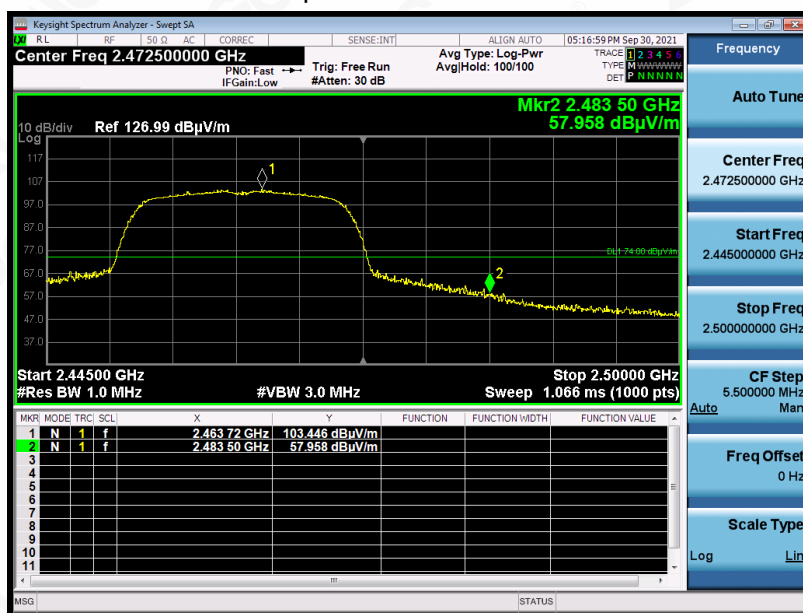 Keysight Spectrum Analyzer - Swept SA
LXI RL RF 50 Ω AC CORREC SENSE:INT ALIGN AUTO 05:16:59 PM Sep 30, 2021
Center Freq 2.472500000 GHz
PNO: Fast
IFGain:Low
Trig: Free Run
#Atten: 30 dB
Avg Type: Log-Pwr
Avg|Hold: 100/100
TRACE 1 2 3 4 5 6
TYPE M WWWWW
DET P N N N N N
Mkr2 2.483 50 GHz
57.958 dBµV/m
10 dB/div Ref 126.99 dBµV/m
Log
117
107
97.0
87.0
77.0
67.0
57.0
47.0
37.0
1
DL1 74.00 dBµV/m
2
Start 2.44500 GHz Stop 2.50000 GHz
#Res BW 1.0 MHz #VBW 3.0 MHz Sweep 1.066 ms (1000 pts)
MKR MODE TRC SCL X Y FUNCTION FUNCTION WIDTH FUNCTION VALUE
1 N 1 f 2.463 72 GHz 103.446 dBµV/m
2 N 1 f 2.483 50 GHz 57.958 dBµV/m
3
4
5
6
7
8
9
10
11
MSG STATUS
Frequency
Auto Tune
Center Freq
2.472500000 GHz
Start Freq
2.445000000 GHz
Stop Freq
2.500000000 GHz
CF Step
5.500000 MHz
Auto Man
Freq Offset
0 Hz
Scale Type
Log Lin